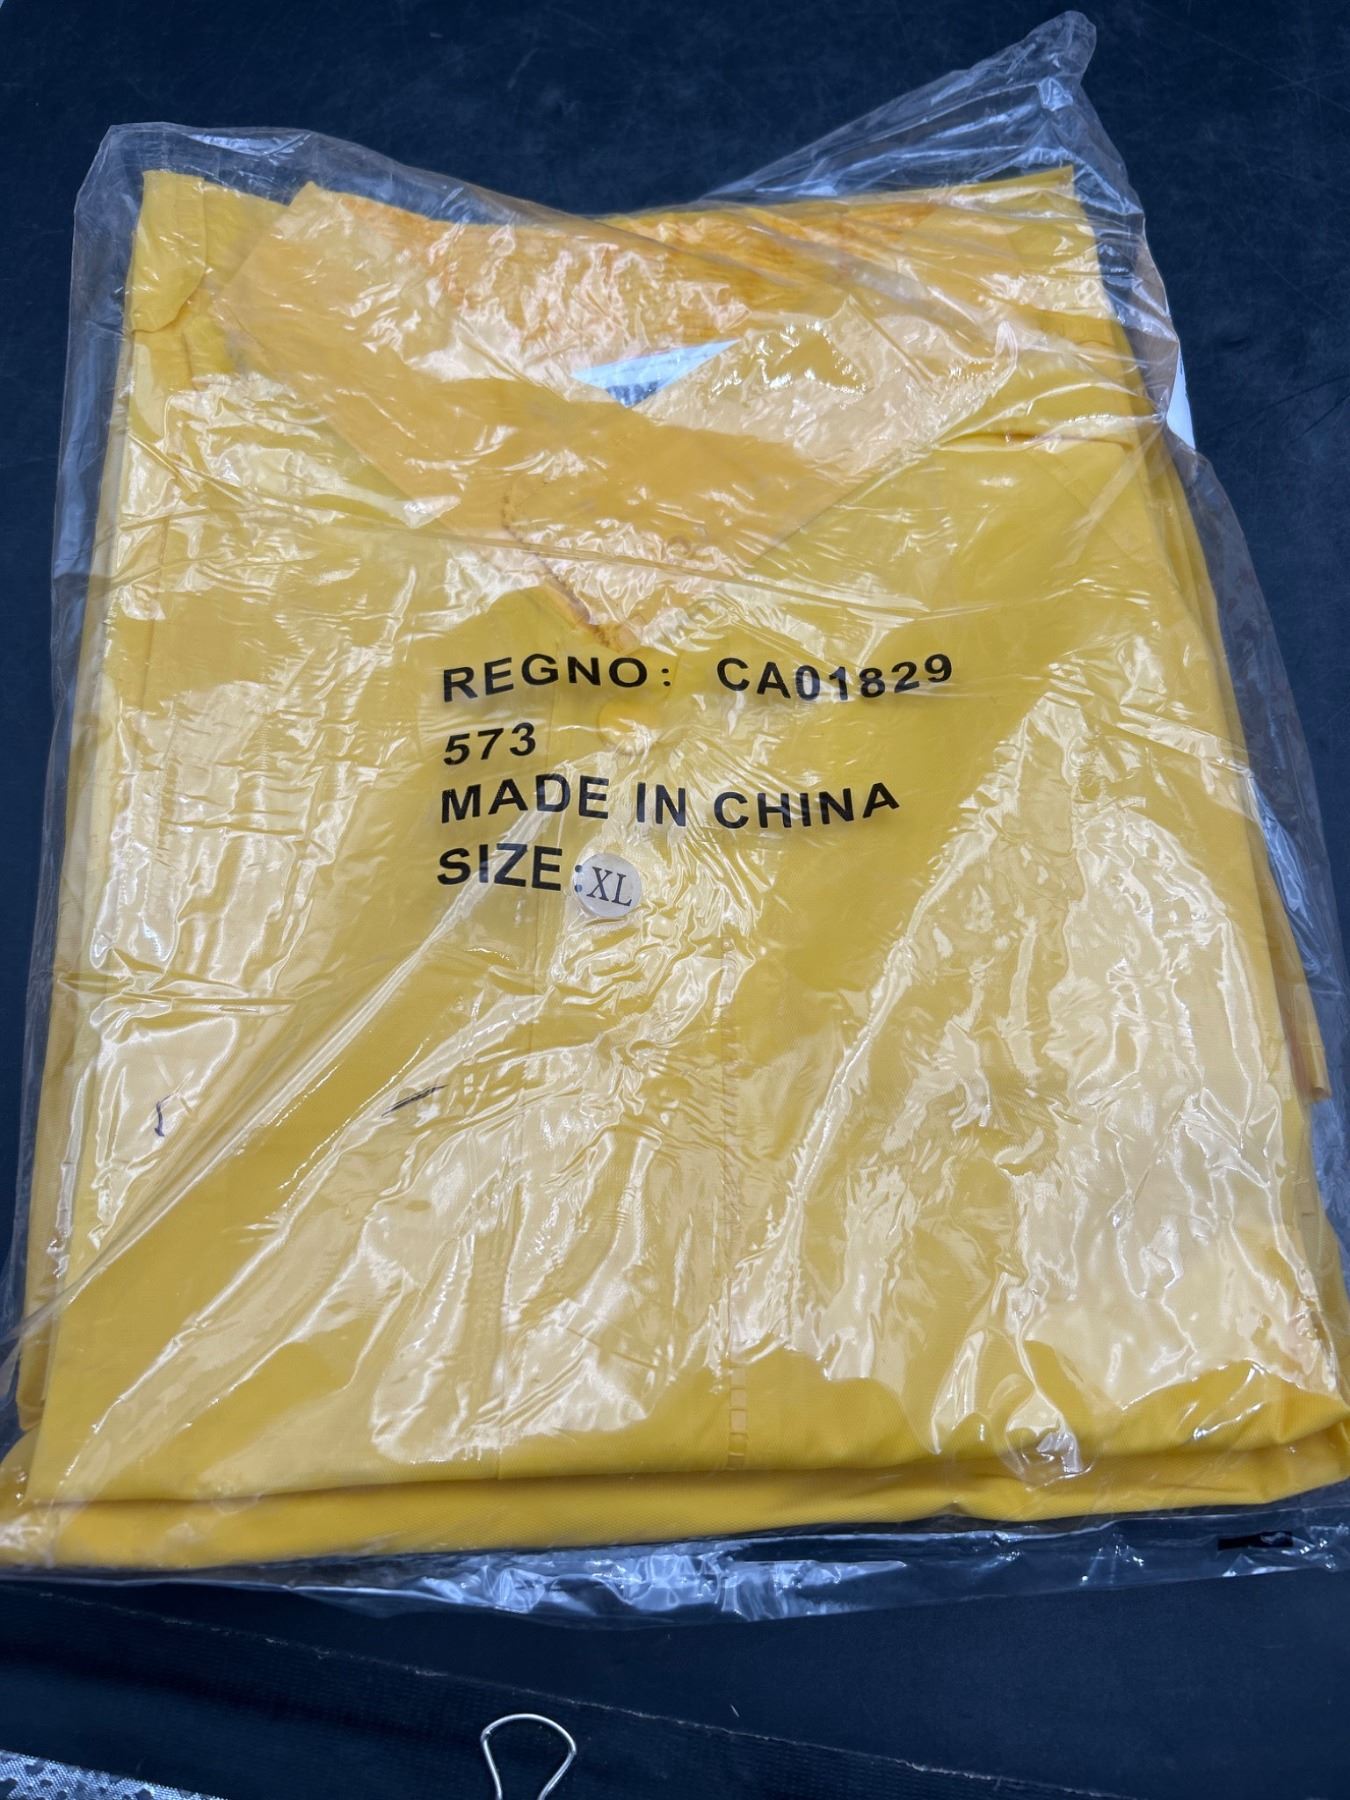 REGNO: CA01829
573
MADE IN CHINA
SIZE:XL